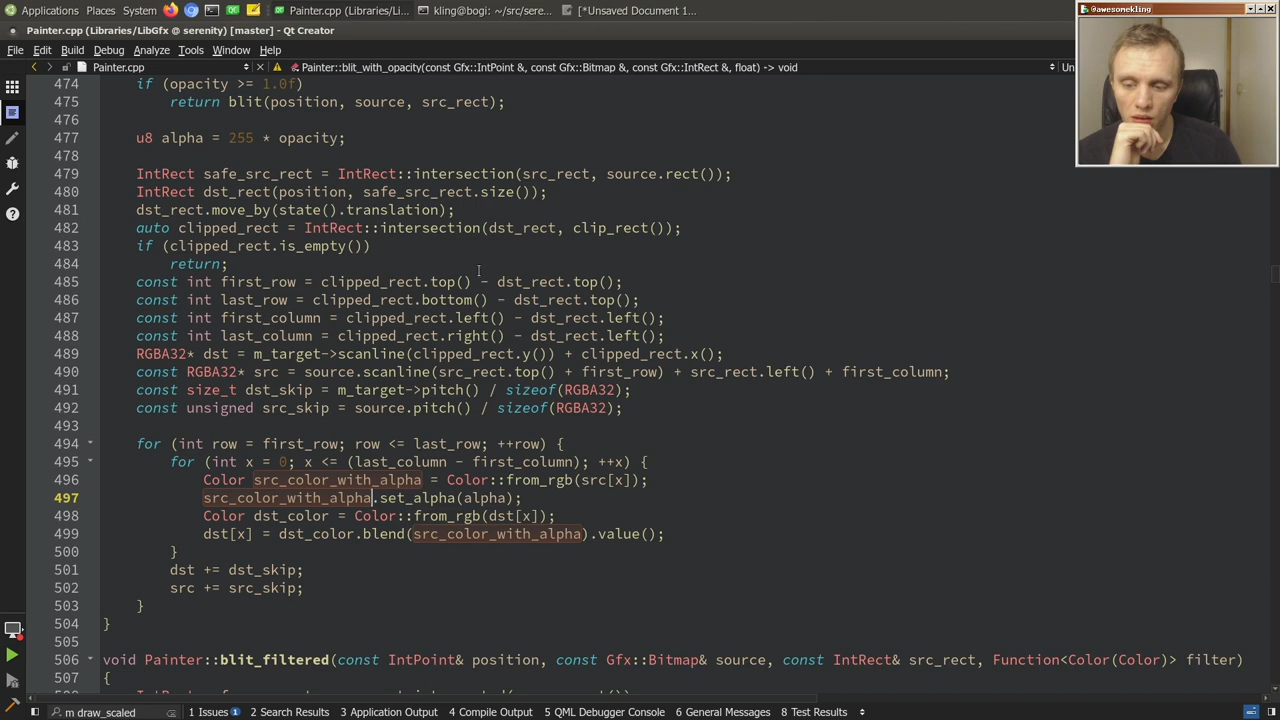 Applications Places System Painter.cpp (Libraries/Li... kling@bogi: ~/src/sere... [*Unsaved Document 1... @awesomekling
Painter.cpp (Libraries/LibGfx @ serenity) [master] - Qt Creator
File Edit Build Debug Analyze Tools Window Help
Painter.cpp Painter::blit_with_opacity(const Gfx::IntPoint &, const Gfx::Bitmap &, const Gfx::IntRect &, float) -> void Un
474 if (opacity >= 1.0f)
475 return blit(position, source, src_rect);
476
477 u8 alpha = 255 * opacity;
478
479 IntRect safe_src_rect = IntRect::intersection(src_rect, source.rect());
480 IntRect dst_rect(position, safe_src_rect.size());
481 dst_rect.move_by(state().translation);
482 auto clipped_rect = IntRect::intersection(dst_rect, clip_rect());
483 if (clipped_rect.is_empty())
484 return;
485 const int first_row = clipped_rect.top() - dst_rect.top();
486 const int last_row = clipped_rect.bottom() - dst_rect.top();
487 const int first_column = clipped_rect.left() - dst_rect.left();
488 const int last_column = clipped_rect.right() - dst_rect.left();
489 RGBA32* dst = m_target->scanline(clipped_rect.y()) + clipped_rect.x();
490 const RGBA32* src = source.scanline(src_rect.top() + first_row) + src_rect.left() + first_column;
491 const size_t dst_skip = m_target->pitch() / sizeof(RGBA32);
492 const unsigned src_skip = source.pitch() / sizeof(RGBA32);
493
494 for (int row = first_row; row <= last_row; ++row) {
495 for (int x = 0; x <= (last_column - first_column); ++x) {
496 Color src_color_with_alpha = Color::from_rgb(src[x]);
497 src_color_with_alpha.set_alpha(alpha);
498 Color dst_color = Color::from_rgb(dst[x]);
499 dst[x] = dst_color.blend(src_color_with_alpha).value();
500 }
501 dst += dst_skip;
502 src += src_skip;
503 }
504 }
505
506 void Painter::blit_filtered(const IntPoint& position, const Gfx::Bitmap& source, const IntRect& src_rect, Function<Color(Color)> filter)
507 {
m draw_scaled 1 Issues 1 2 Search Results 3 Application Output 4 Compile Output 5 QML Debugger Console 6 General Messages 8 Test Results